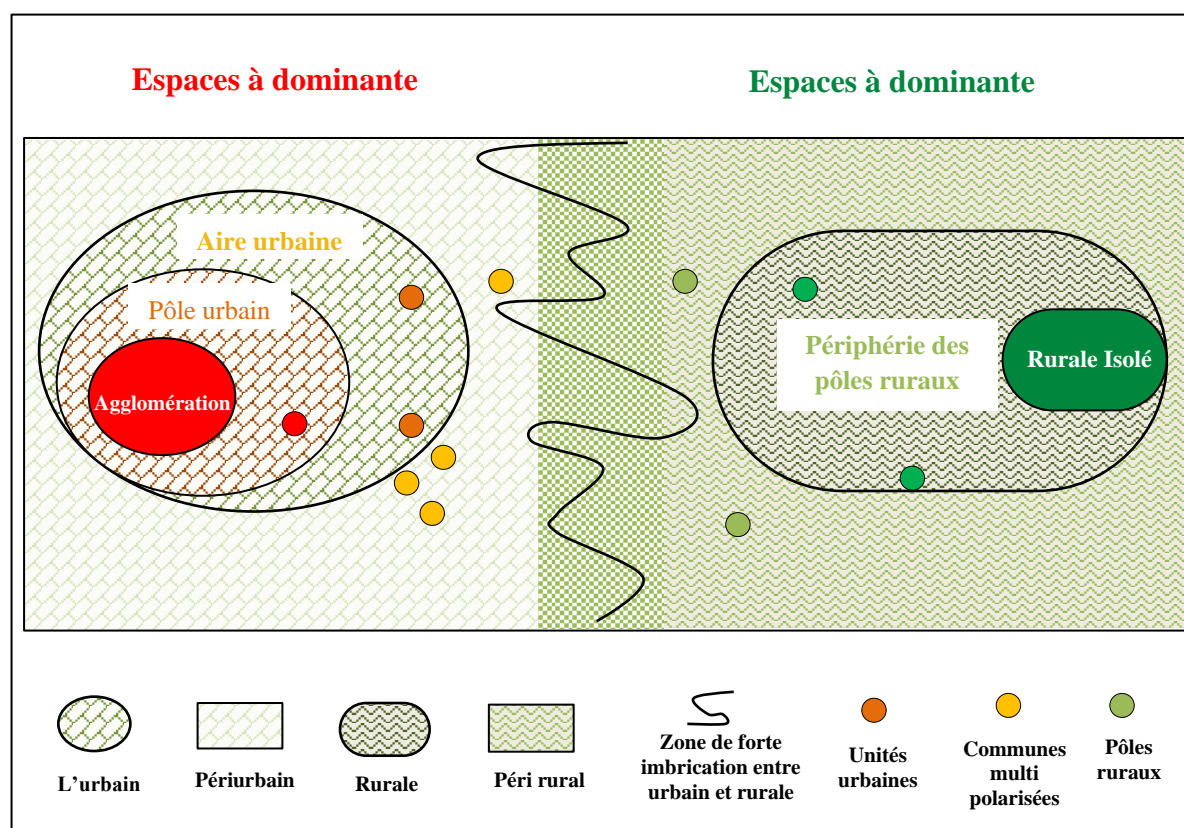 Espaces à dominante
Espaces à dominante
Aire urbaine
Pôle urbain
Agglomération
Périphérie des
pôles ruraux
Rurale Isolé
L'urbain
Périurbain
Rurale
Péri rural
Zone de forte
imbrication entre
urbain et rurale
Unités
urbaines
Communes
multi
polarisées
Pôles
ruraux